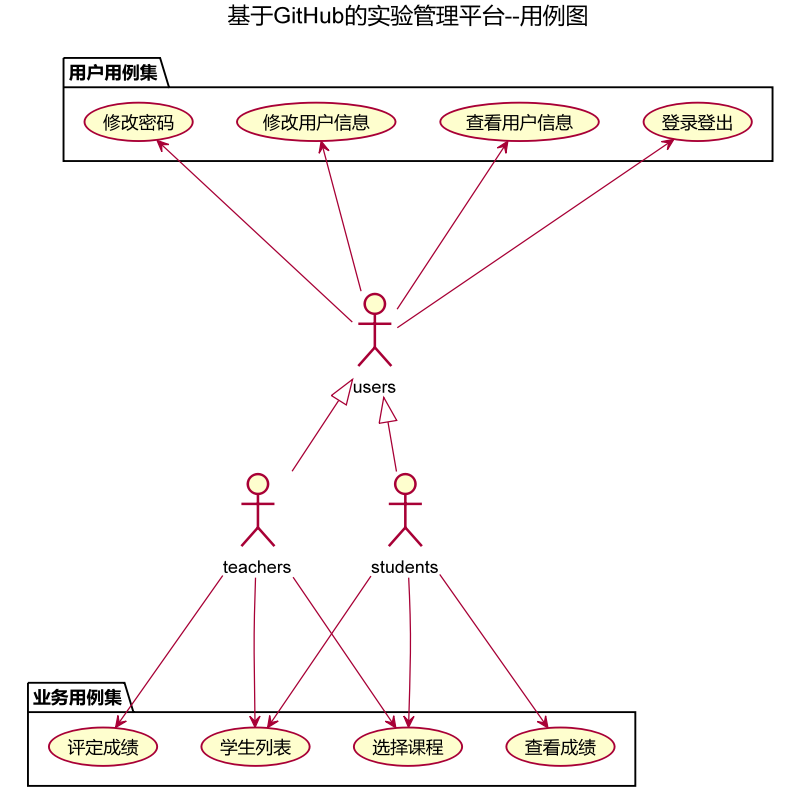 基于GitHub的实验管理平台--用例图
用户用例集
修改密码
修改用户信息
查看用户信息
登录登出
users
teachers
students
业务用例集
评定成绩
学生列表
选择课程
查看成绩